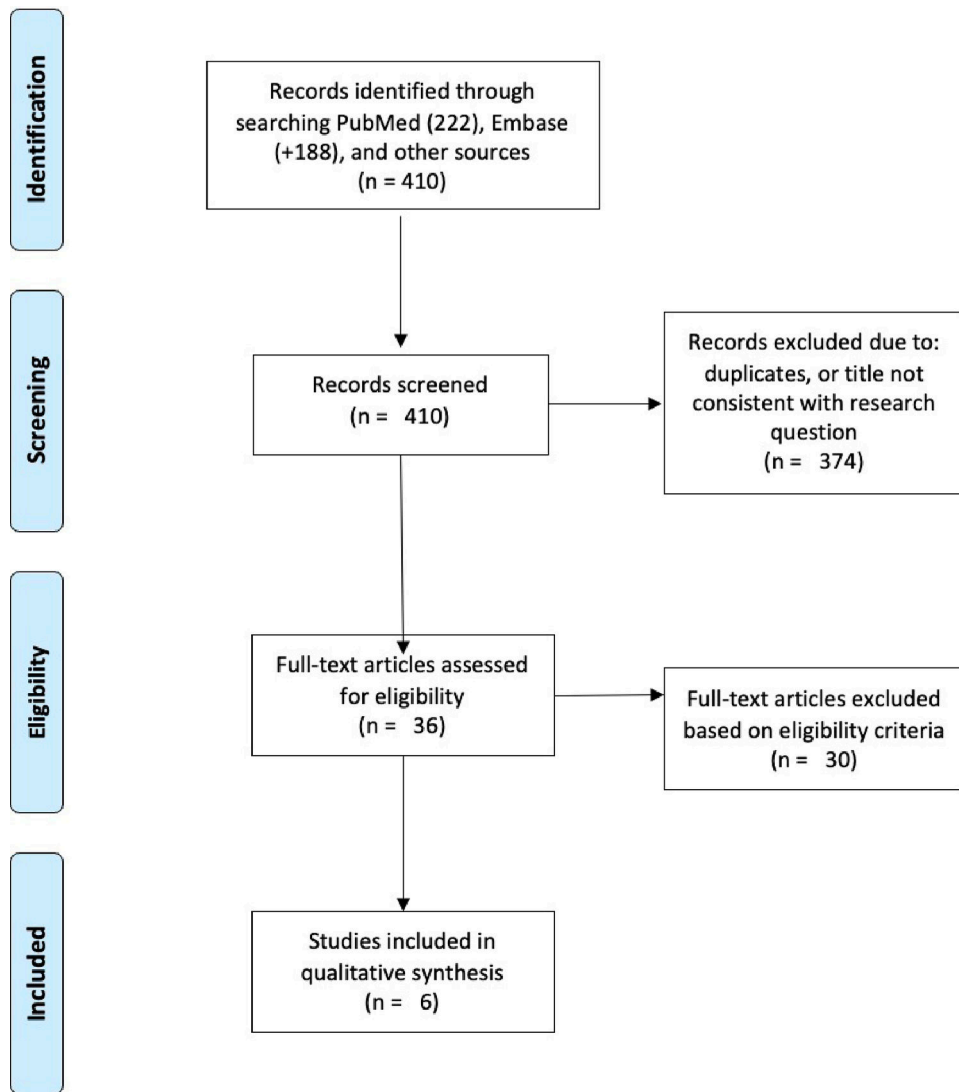 Identification
Records identified through
searching PubMed (222), Embase
(+188), and other sources
(n = 410)
Screening
Records screened
(n = 410)
Records excluded due to:
duplicates, or title not
consistent with research
question
(n = 374)
Eligibility
Full-text articles assessed
for eligibility
(n = 36)
Full-text articles excluded
based on eligibility criteria
(n = 30)
Included
Studies included in
qualitative synthesis
(n = 6)